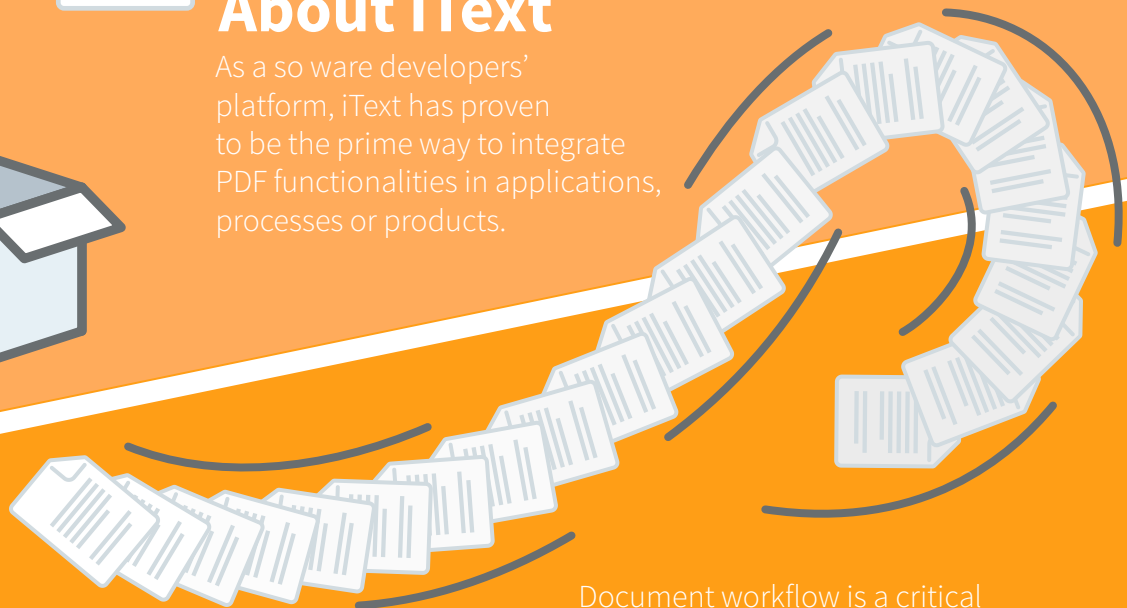 About iText
As a so ware developers’
platform, iText has proven
to be the prime way to integrate
PDF functionalities in applications,
processes or products.
Document workflow is a critical